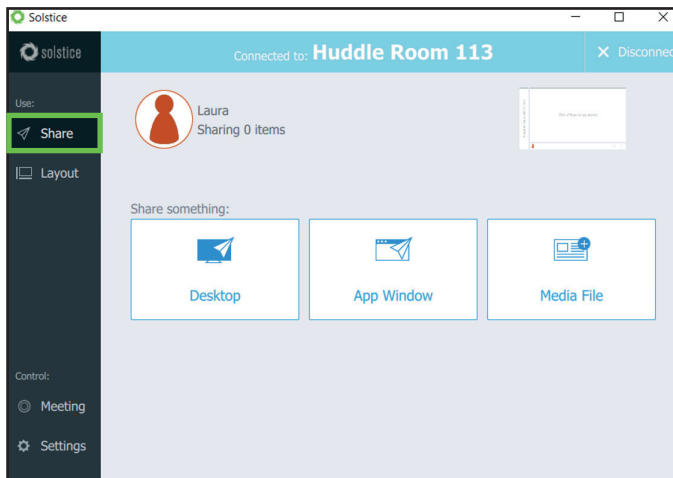 Solstice
solstice
Connected to: Huddle Room 113
Disconnec
Use:
Share
Layout
Laura
Sharing 0 items
Share something:
Desktop
App Window
Media File
Control:
Meeting
Settings